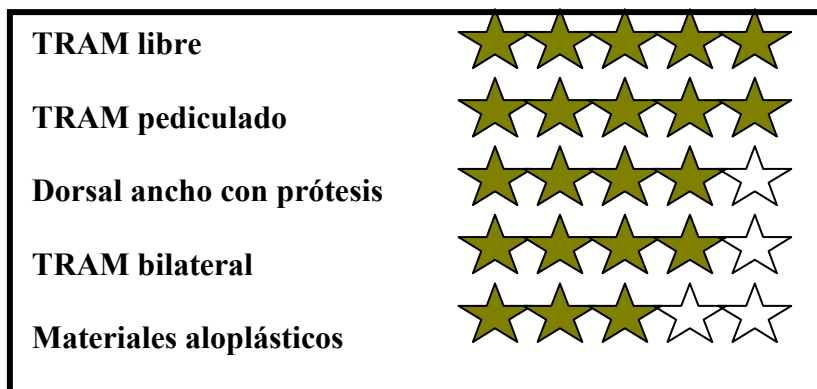 TRAM libre
TRAM pediculado
Dorsal ancho con prótesis
TRAM bilateral
Materiales aloplásticos